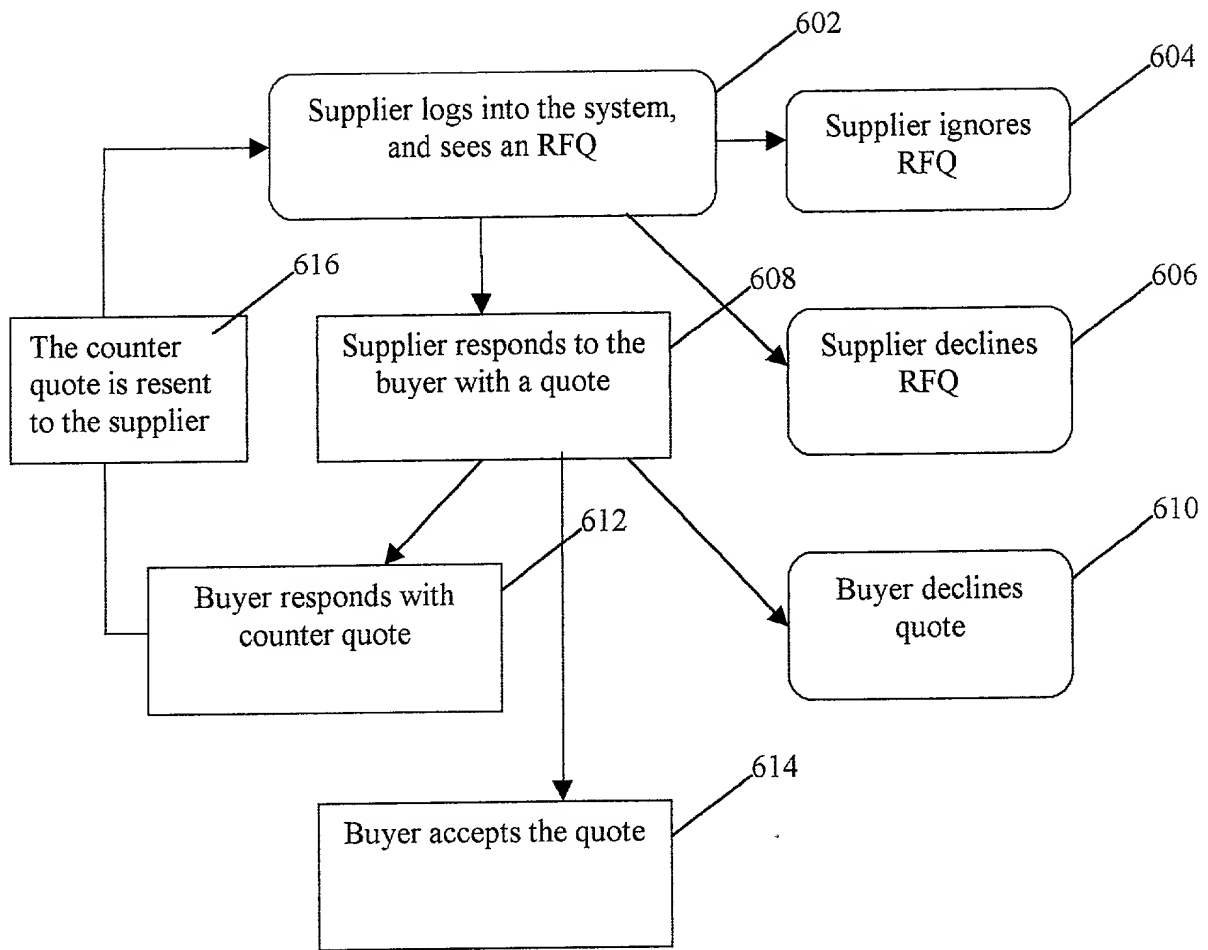 602
Supplier logs into the system,
and sees an RFQ
604
Supplier ignores
RFQ
616
The counter
quote is resent
to the supplier
608
Supplier responds to the
buyer with a quote
606
Supplier declines
RFQ
612
Buyer responds with
counter quote
610
Buyer declines
quote
614
Buyer accepts the quote